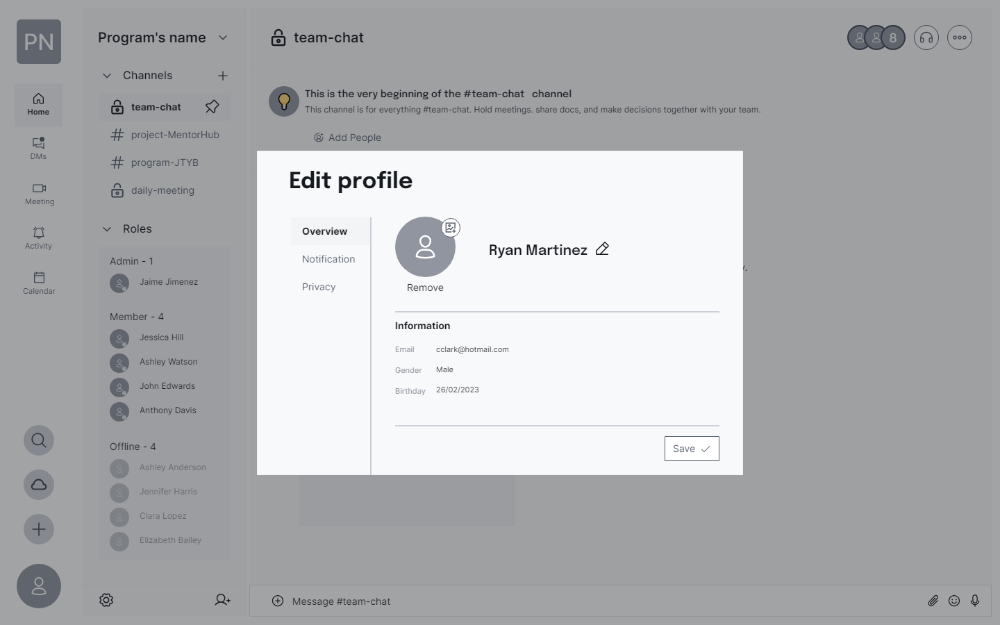 PN
Home
DMs
Meeting
Activity
Calendar
Program's name
Channels
team-chat
project-MentorHub
program-JTYB
daily-meeting
Roles
Admin - 1
Jaime Jimenez
Member - 4
Jessica Hill
Ashley Watson
John Edwards
Anthony Davis
Offline - 4
Ashley Anderson
Jennifer Harris
Clara Lopez
Elizabeth Bailey
team-chat
8
This is the very beginning of the #team-chat channel
This channel is for everything #team-chat. Hold meetings. share docs, and make decisions together with your team.
Add People
Edit profile
Overview
Notification
Privacy
Remove
Ryan Martinez
Information
Email cclark@hotmail.com
Gender Male
Birthday 26/02/2023
Save
Message #team-chat